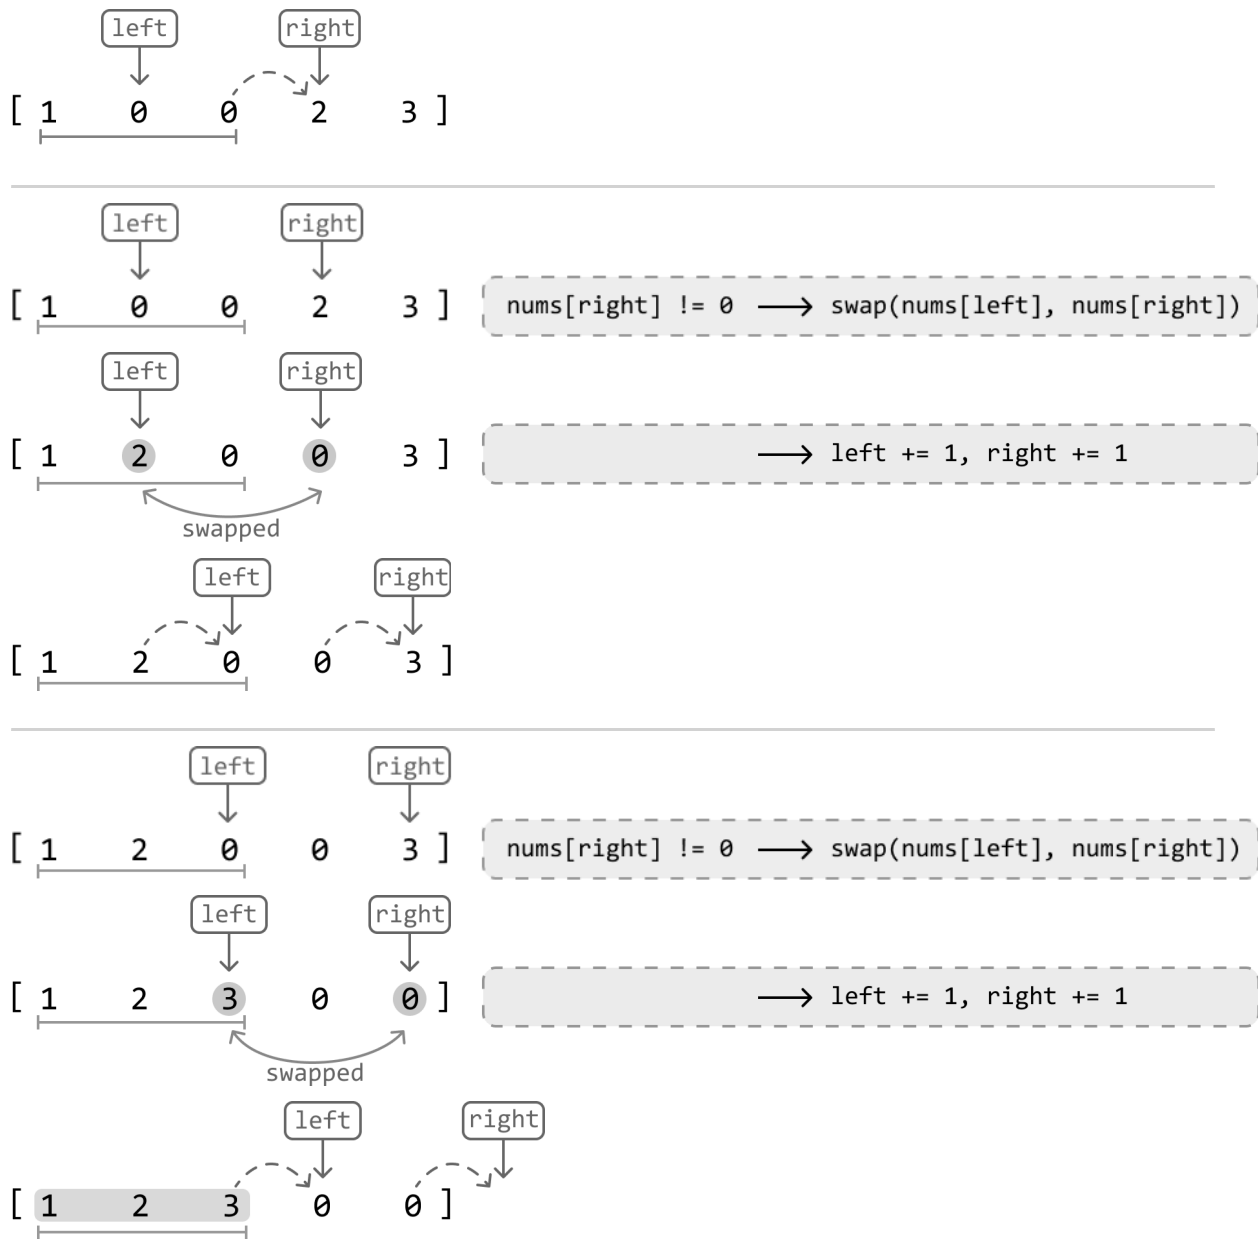 left right
[ 1 0 0 2 3 ]
left right
[ 1 0 0 2 3 ] nums[right] != 0 ⟶ swap(nums[left], nums[right])
left right
[ 1 2 0 0 3 ] ⟶ left += 1, right += 1
swapped
left right
[ 1 2 0 0 3 ]
left right
[ 1 2 0 0 3 ] nums[right] != 0 ⟶ swap(nums[left], nums[right])
left right
[ 1 2 3 0 0 ] ⟶ left += 1, right += 1
swapped
left right
[ 1 2 3 0 0 ]